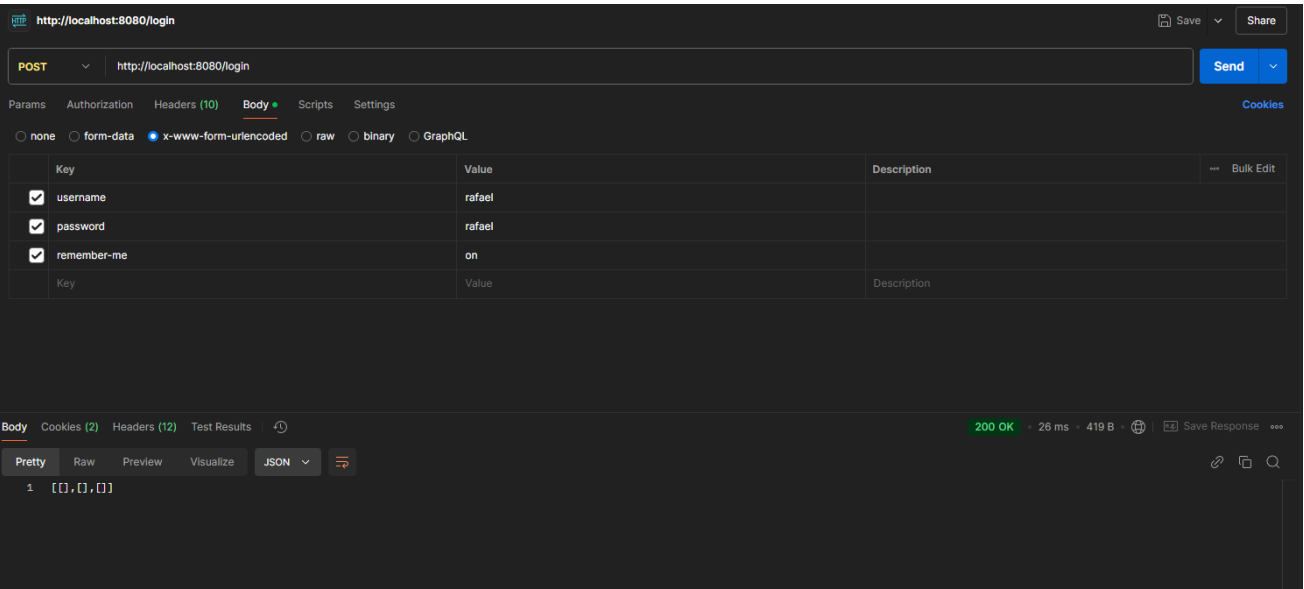 HTTP http://localhost:8080/login Save Share
POST http://localhost:8080/login Send
Params Authorization Headers (10) Body Scripts Settings Cookies
none form-data x-www-form-urlencoded raw binary GraphQL
Key Value Description Bulk Edit
username rafael
password rafael
remember-me on
Key Value Description
Body Cookies (2) Headers (12) Test Results 200 OK 26 ms 419 B Save Response
Pretty Raw Preview Visualize JSON
1 [[],[],[]]